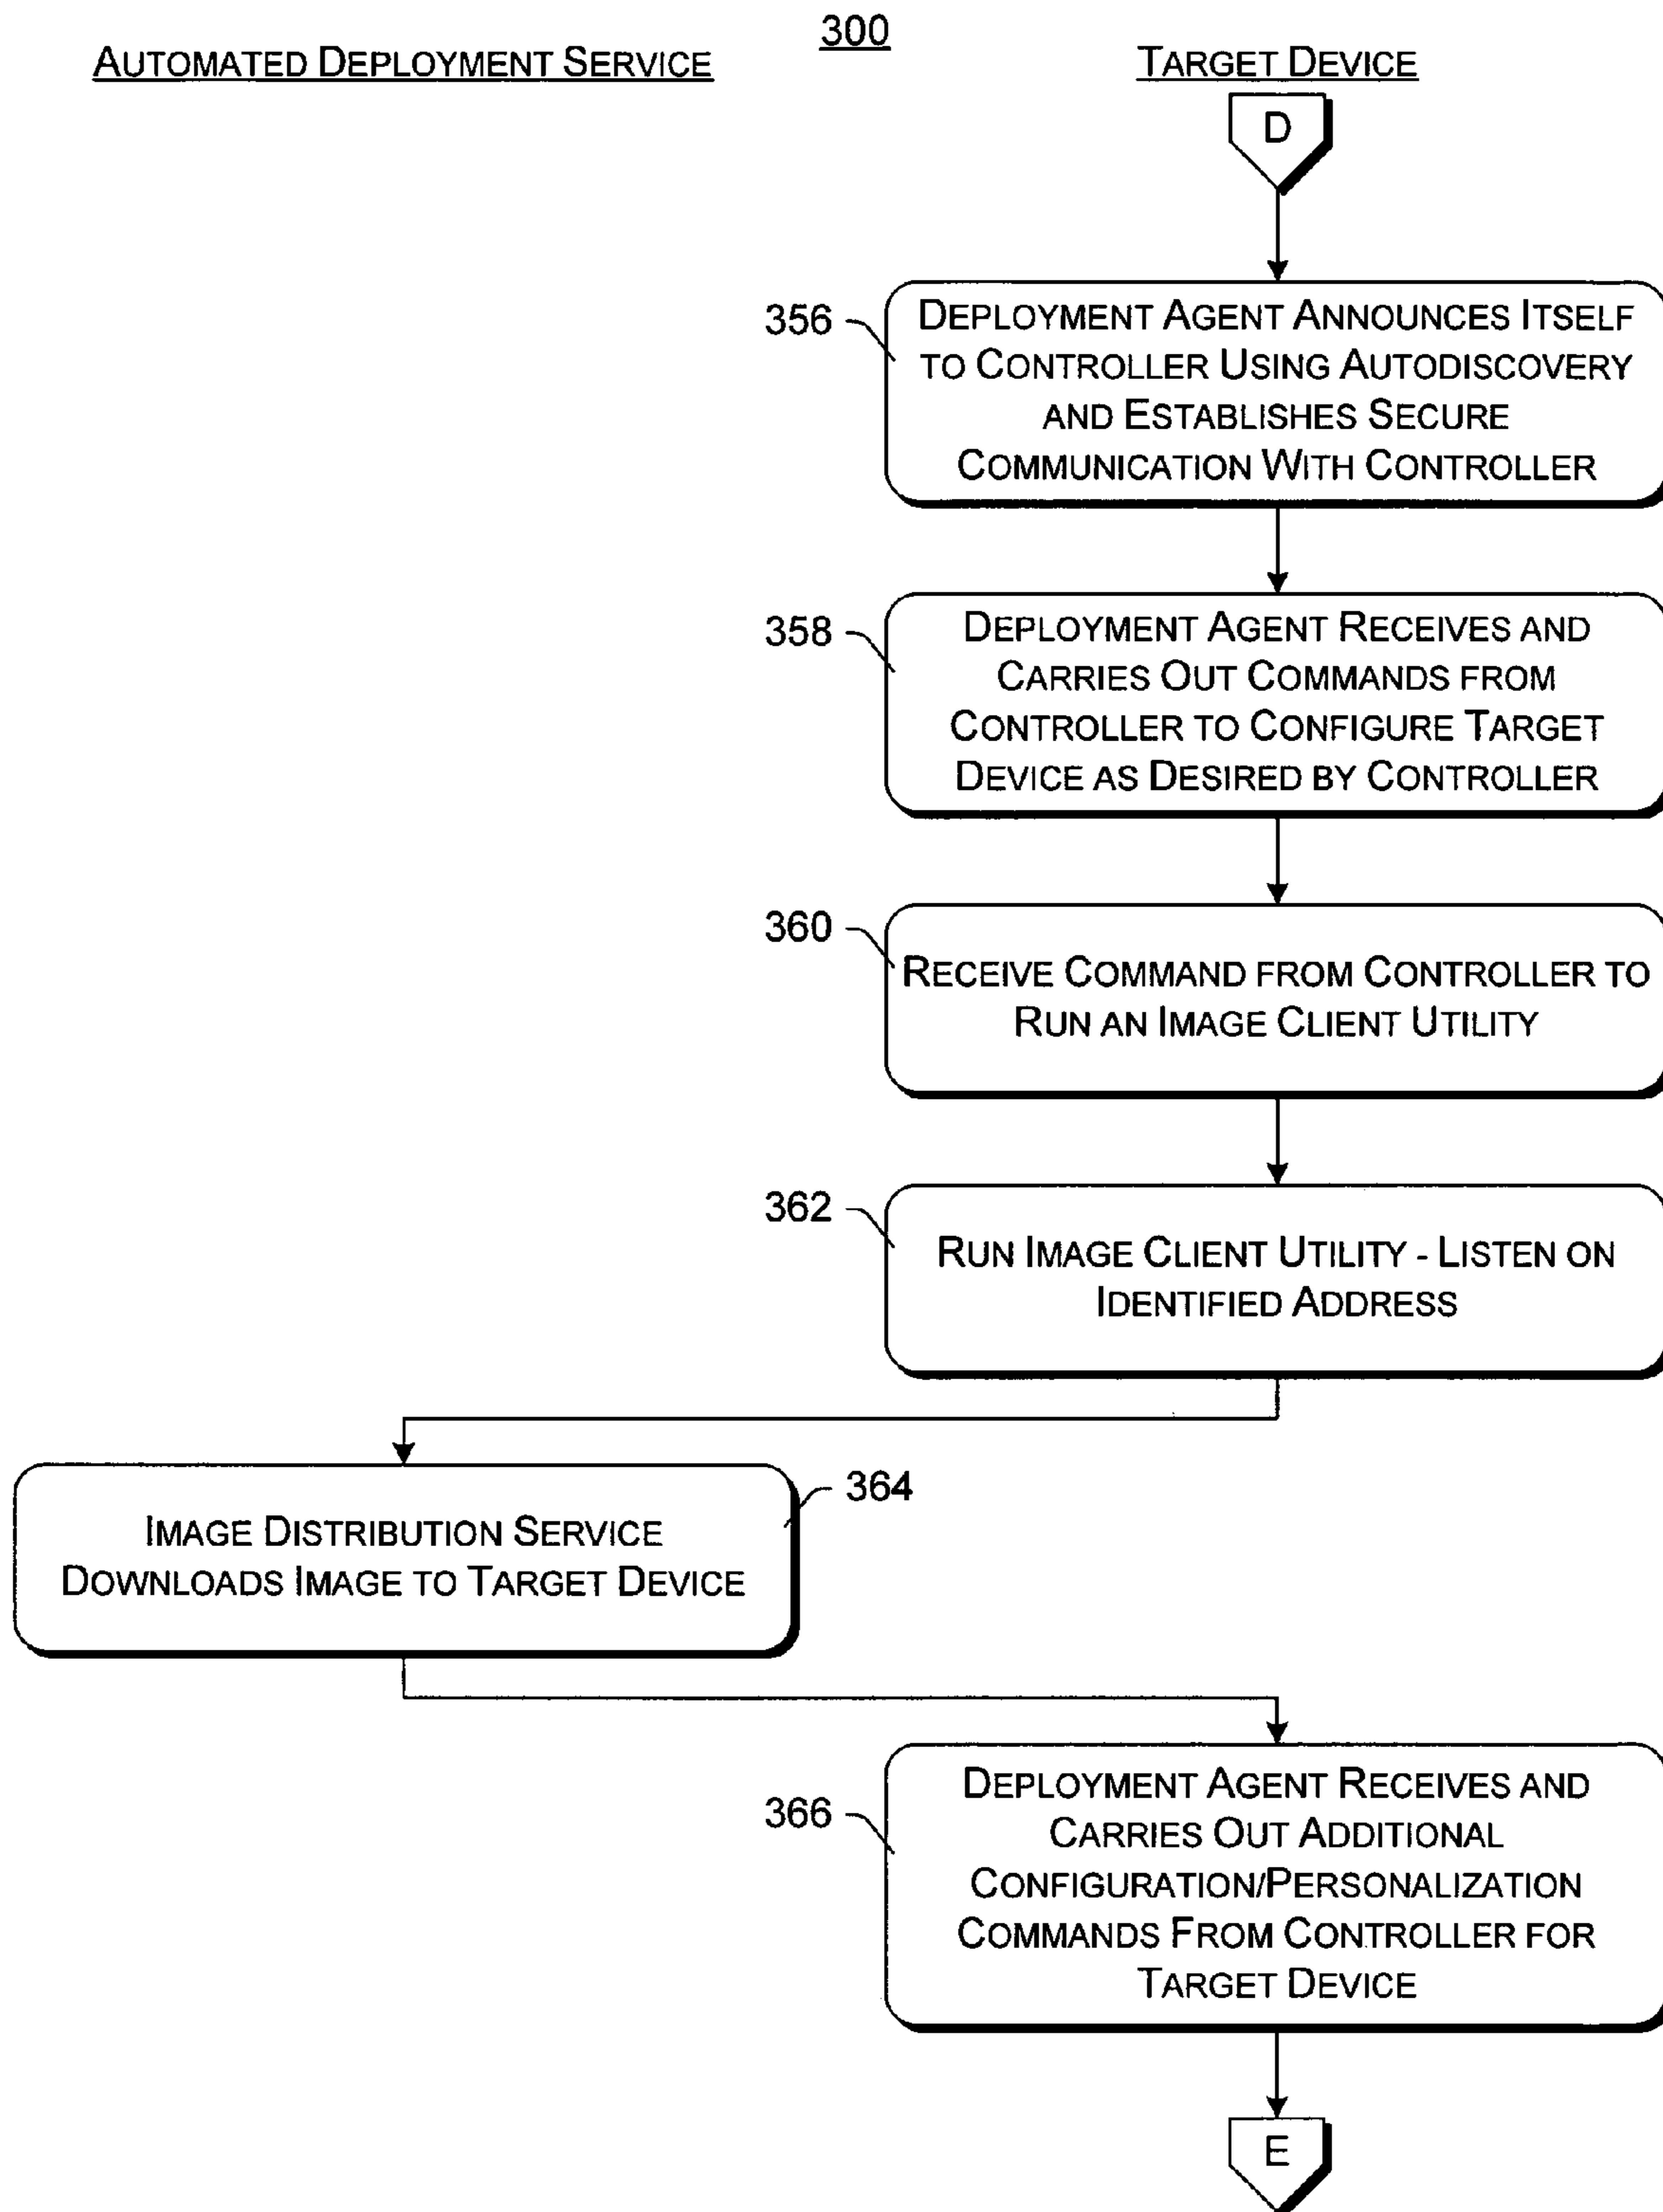 300
AUTOMATED DEPLOYMENT SERVICE
TARGET DEVICE
D
356
DEPLOYMENT AGENT ANNOUNCES ITSELF
TO CONTROLLER USING AUTODISCOVERY
AND ESTABLISHES SECURE
COMMUNICATION WITH CONTROLLER
358
DEPLOYMENT AGENT RECEIVES AND
CARRIES OUT COMMANDS FROM
CONTROLLER TO CONFIGURE TARGET
DEVICE AS DESIRED BY CONTROLLER
360
RECEIVE COMMAND FROM CONTROLLER TO
RUN AN IMAGE CLIENT UTILITY
362
RUN IMAGE CLIENT UTILITY - LISTEN ON
IDENTIFIED ADDRESS
364
IMAGE DISTRIBUTION SERVICE
DOWNLOADS IMAGE TO TARGET DEVICE
366
DEPLOYMENT AGENT RECEIVES AND
CARRIES OUT ADDITIONAL
CONFIGURATION/PERSONALIZATION
COMMANDS FROM CONTROLLER FOR
TARGET DEVICE
E